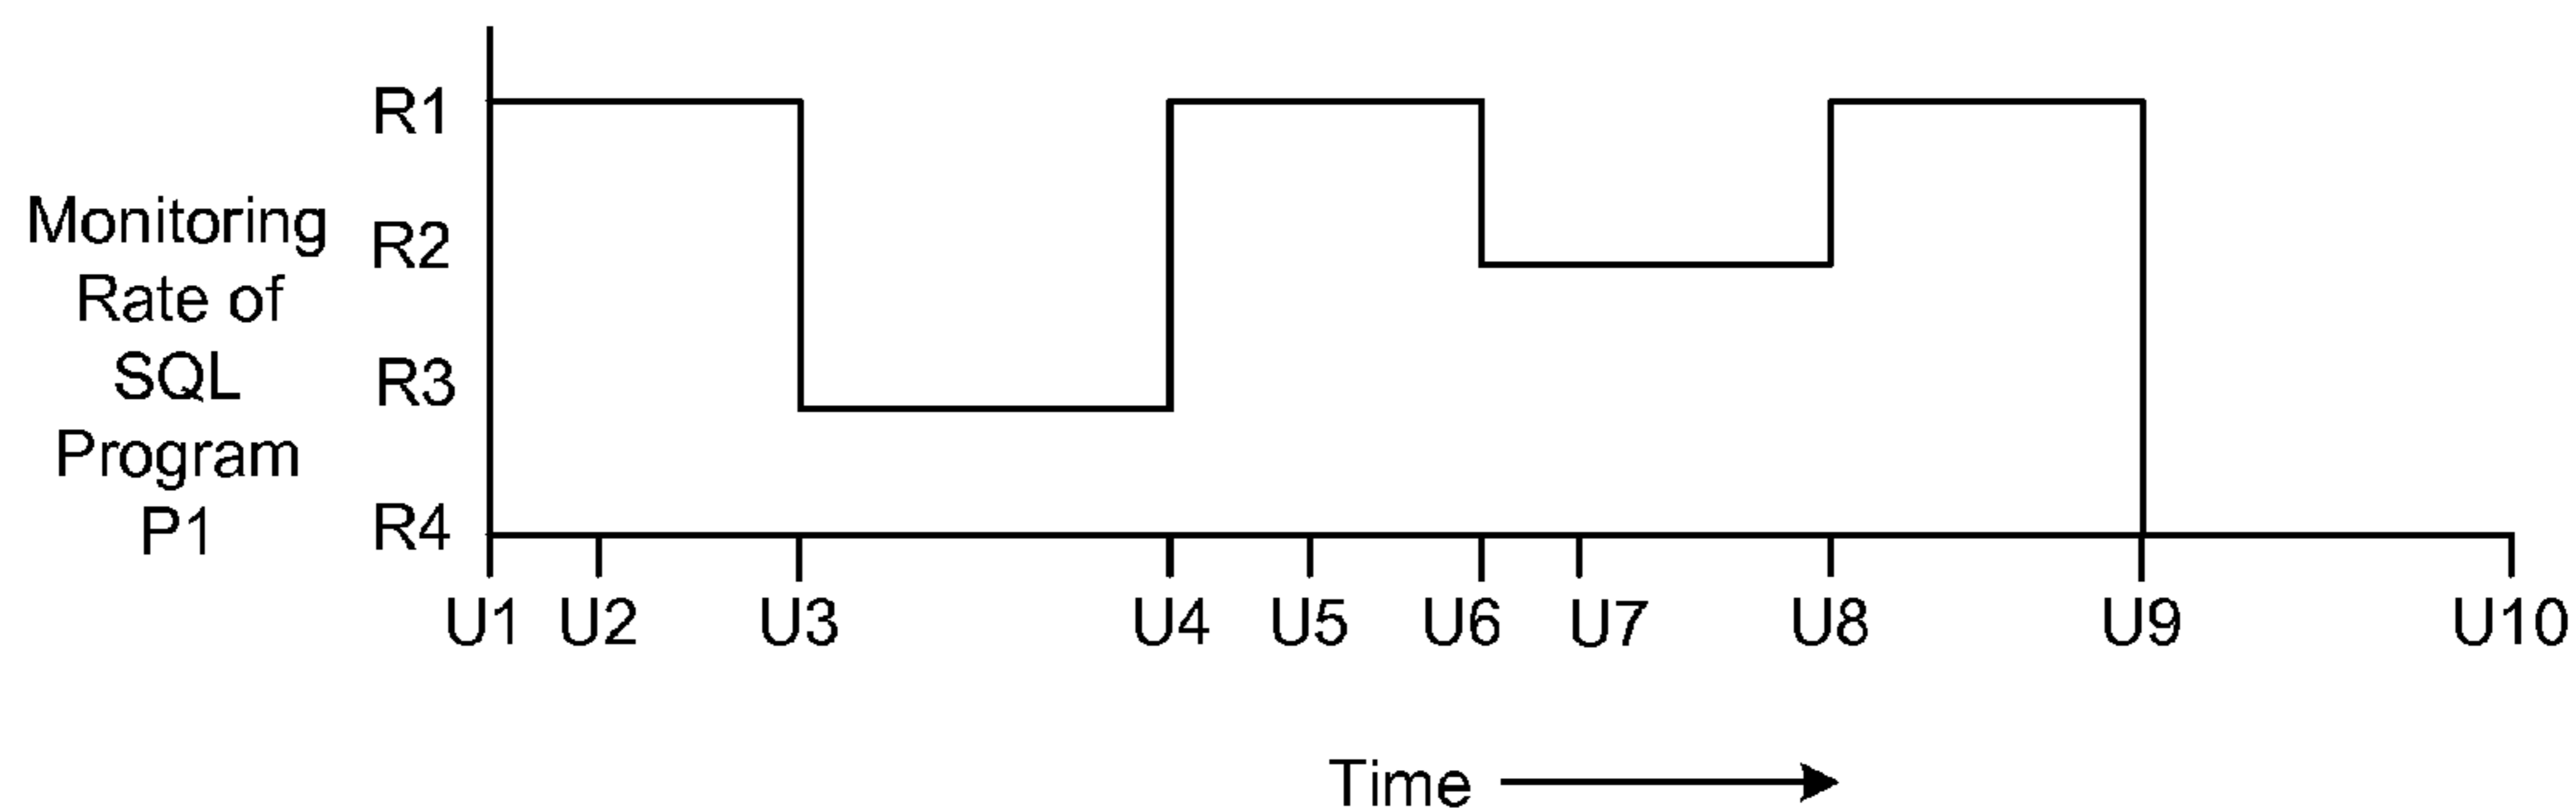 Monitoring
Rate of
SQL
Program
P1
R1
R2
R3
R4
U1 U2 U3 U4 U5 U6 U7 U8 U9 U10
Time